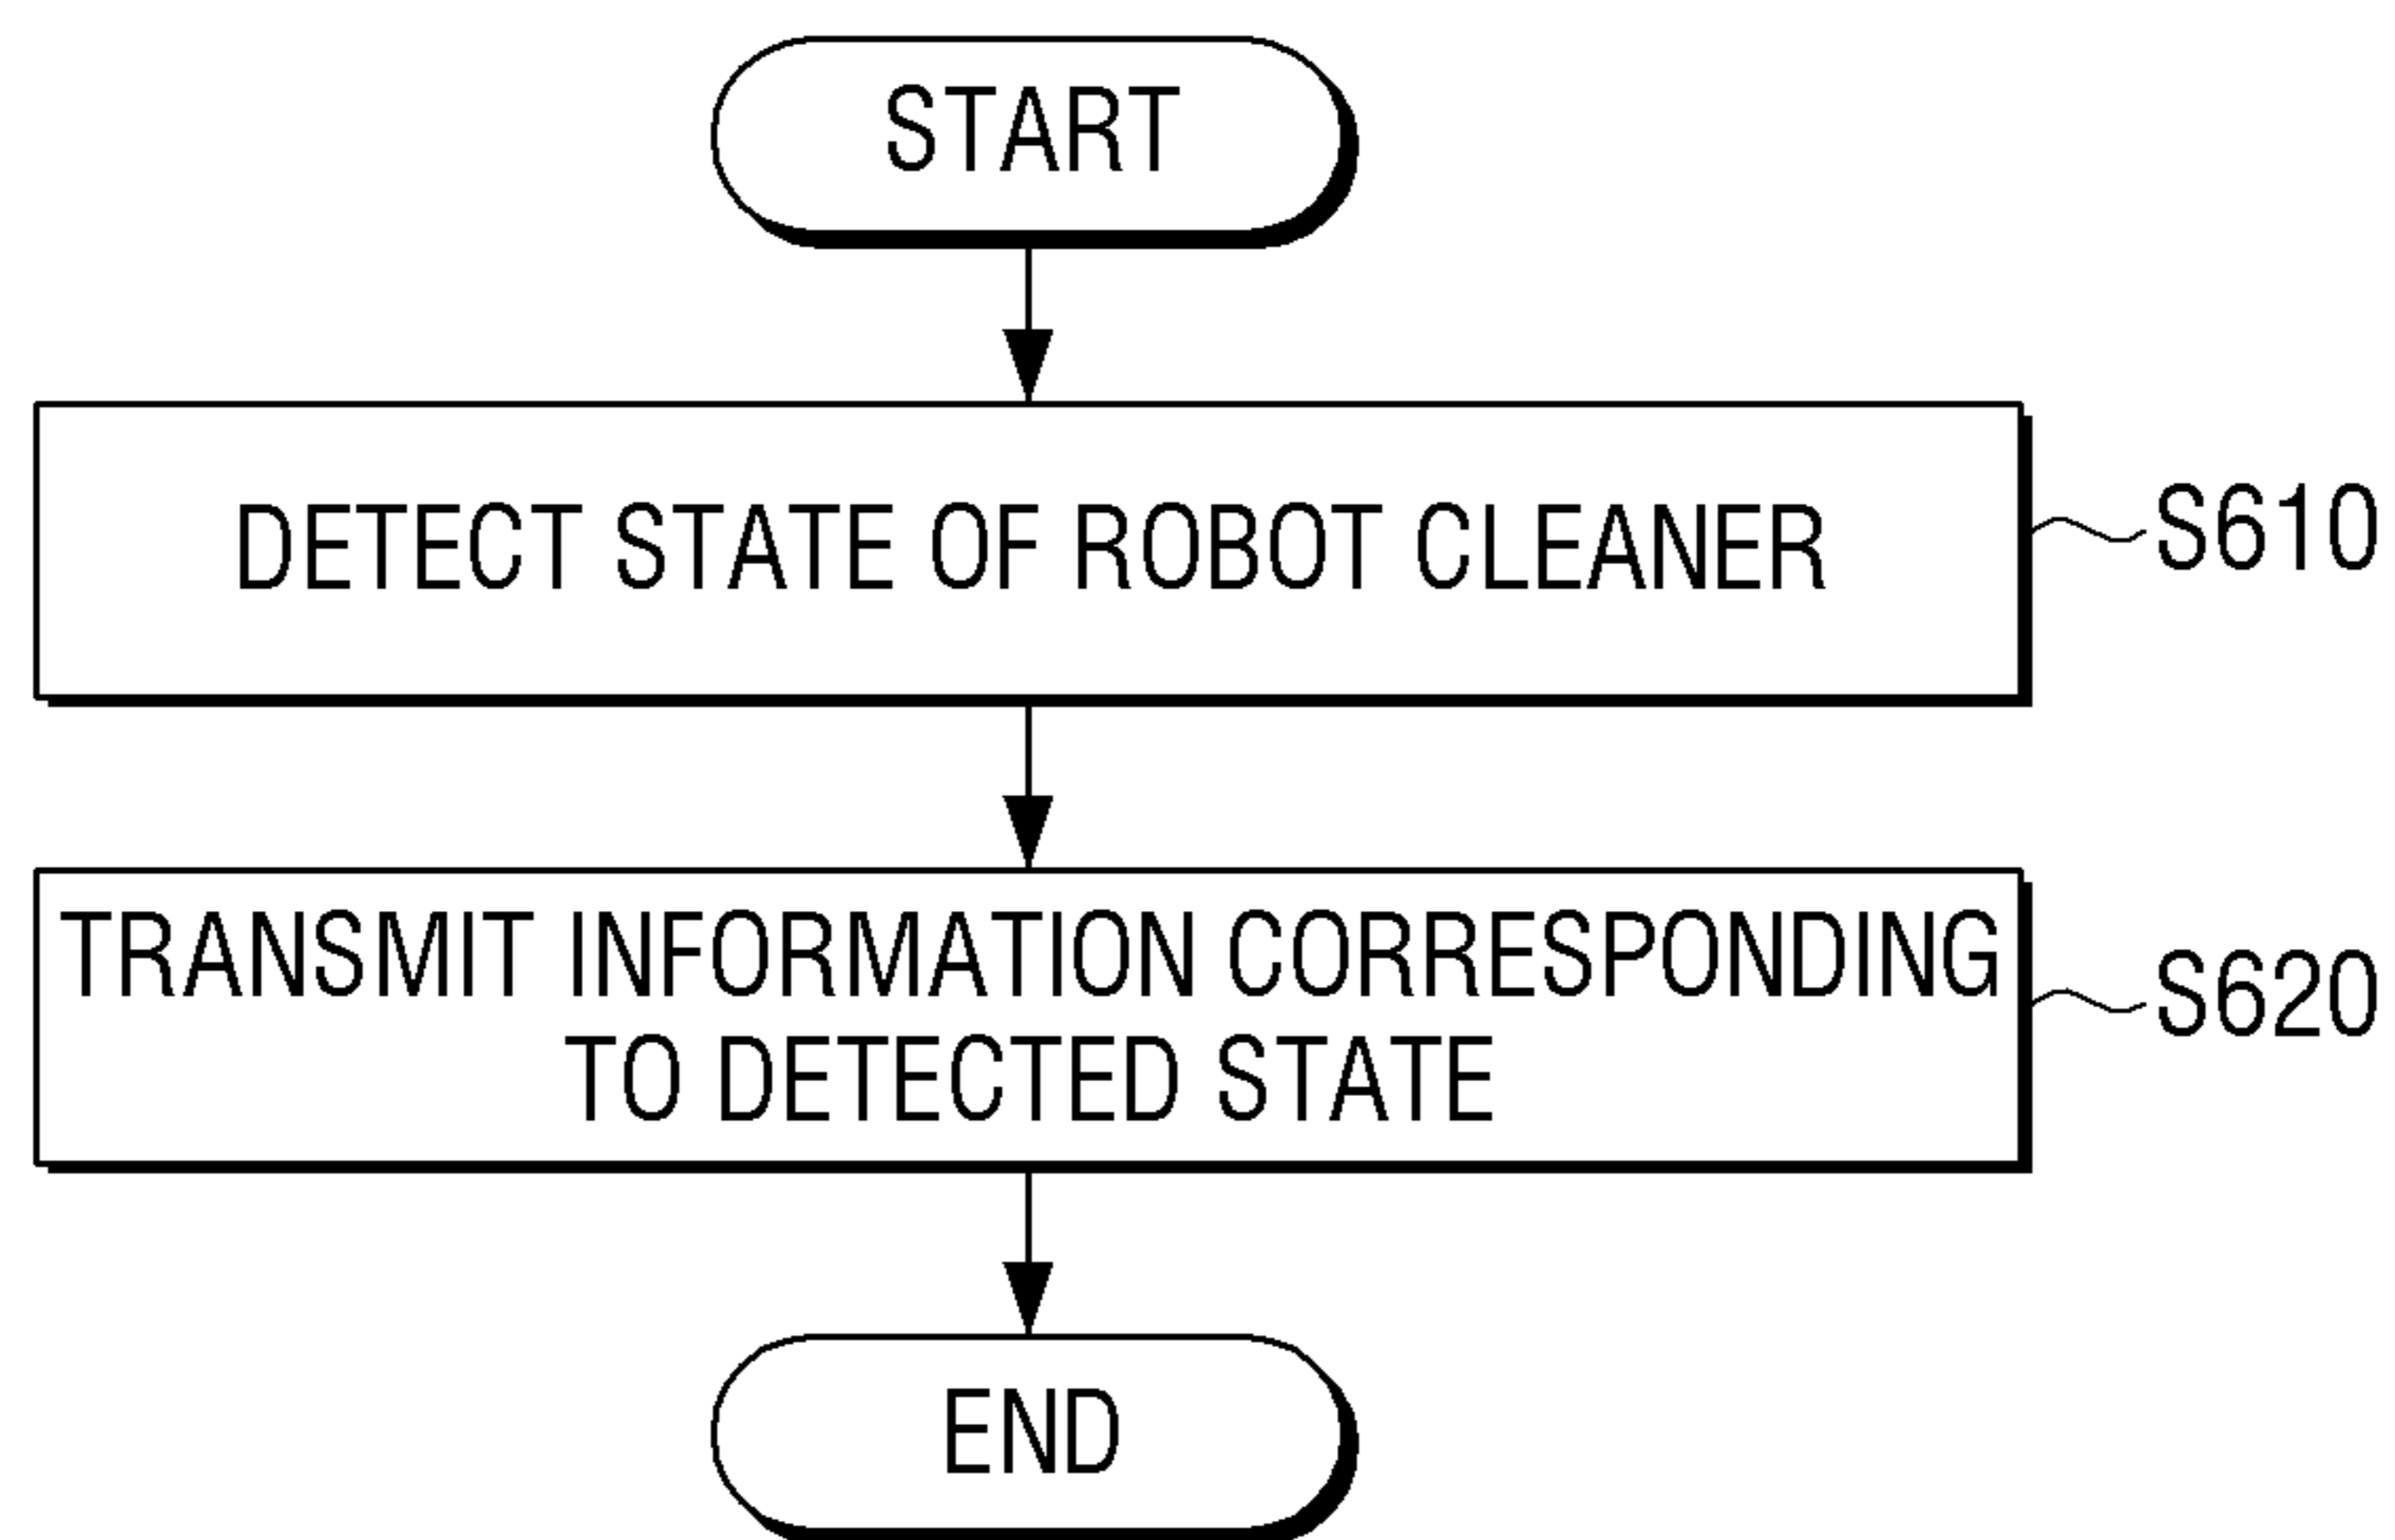 START
DETECT STATE OF ROBOT CLEANER
S610
TRANSMIT INFORMATION CORRESPONDING
TO DETECTED STATE
S620
END